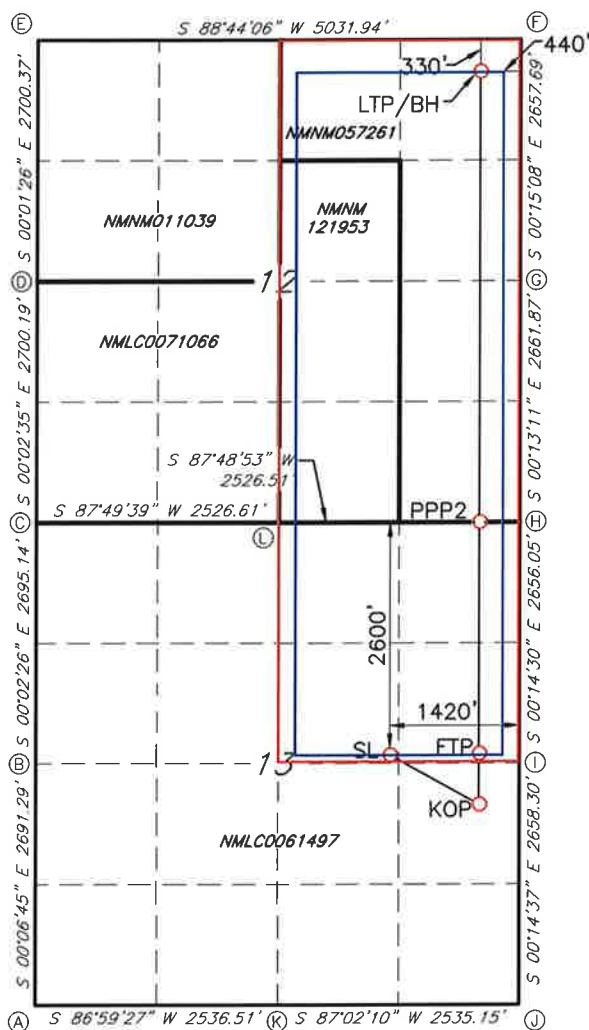 E
S 88°44'06" W 5031.94'
F
330'
440'
LTP/BH
NMNM057261
S 00°01'26" E 2700.37'
S 00°15'08" E 2657.69'
NMNM011039
NMNM
121953
D
12
G
NMLC0071066
S 00°02'35" E 2700.19'
S 00°13'11" E 2661.87'
S 87°48'53" W
2526.51'
S 87°49'39" W 2526.61'
PPP2
C
L
H
S 00°02'26" E 2695.14'
S 00°14'30" E 2656.05'
2600'
1420'
SL
FTP
B
13
I
KOP
NMLC0061497
S 00°06'45" E 2691.29'
S 00°14'37" E 2658.30'
A
S 86°59'27" W 2536.51'
K
S 87°02'10" W 2535.15'
J